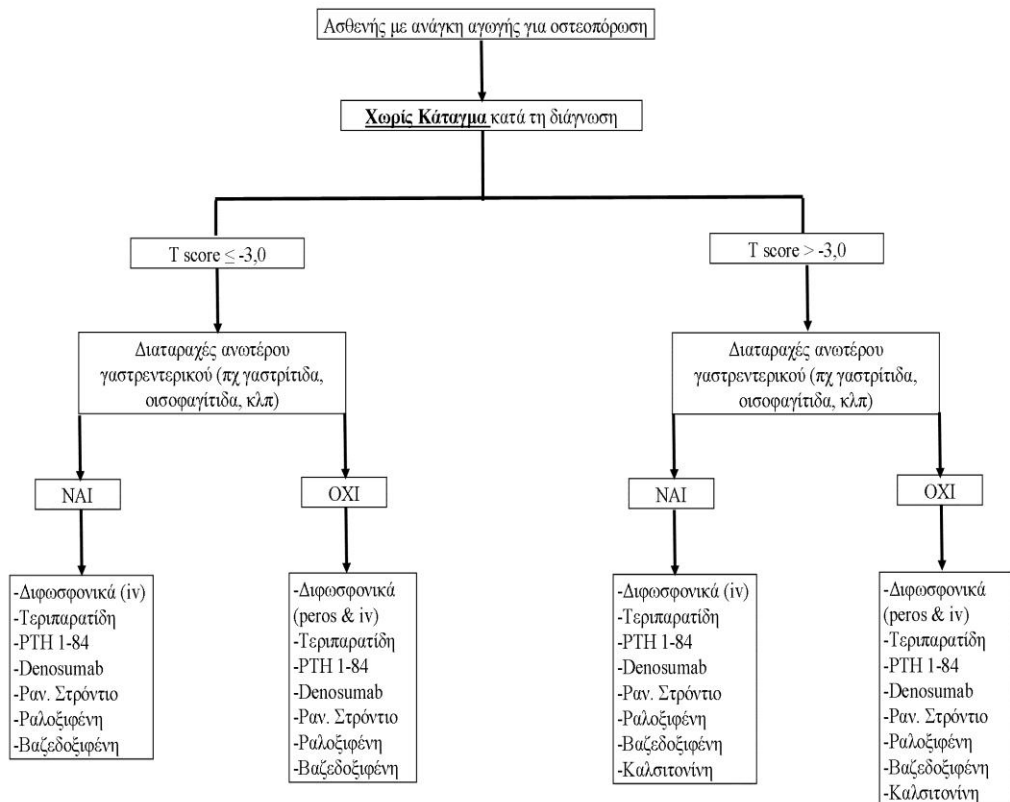 Ασθενής με ανάγκη αγωγής για οστεοπόρωση
Χωρίς Κάταγμα κατά τη διάγνωση
T score ≤ -3,0
T score > -3,0
Διαταραχές ανωτέρου
γαστρεντερικού (πχ γαστρίτιδα,
οισοφαγίτιδα, κλπ)
Διαταραχές ανωτέρου
γαστρεντερικού (πχ γαστρίτιδα,
οισοφαγίτιδα, κλπ)
ΝΑΙ
ΟΧΙ
ΝΑΙ
ΟΧΙ
-Διφωσφονικά (iv)
-Τεριπαρατίδη
-PTH 1-84
-Denosumab
-Ραν. Στρόντιο
-Ραλοξιφένη
-Βαζεδοξιφένη
-Διφωσφονικά
(peros & iv)
-Τεριπαρατίδη
-PTH 1-84
-Denosumab
-Ραν. Στρόντιο
-Ραλοξιφένη
-Βαζεδοξιφένη
-Διφωσφονικά (iv)
-Τεριπαρατίδη
-PTH 1-84
-Denosumab
-Ραν. Στρόντιο
-Ραλοξιφένη
-Βαζεδοξιφένη
-Καλσιτονίνη
-Διφωσφονικά
(peros & iv)
-Τεριπαρατίδη
-PTH 1-84
-Denosumab
-Ραν. Στρόντιο
-Ραλοξιφένη
-Βαζεδοξιφένη
-Καλσιτονίνη